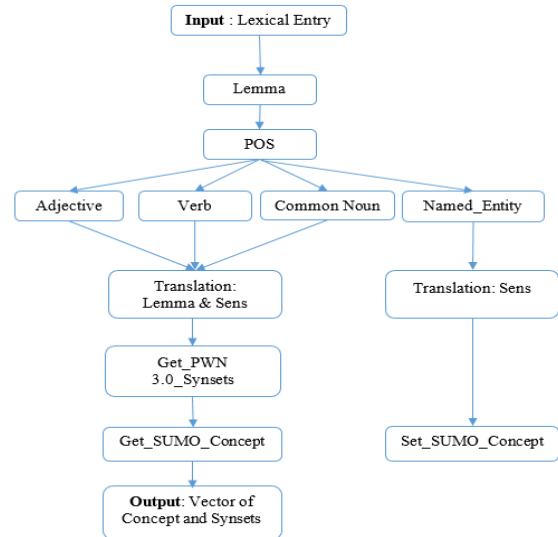 Input : Lexical Entry
Lemma
POS
Adjective
Verb
Common Noun
Named_Entity
Translation:
Lemma & Sens
Translation: Sens
Get_PWN
3.0_Synsets
Get_SUMO_Concept
Set_SUMO_Concept
Output: Vector of
Concept and Synsets